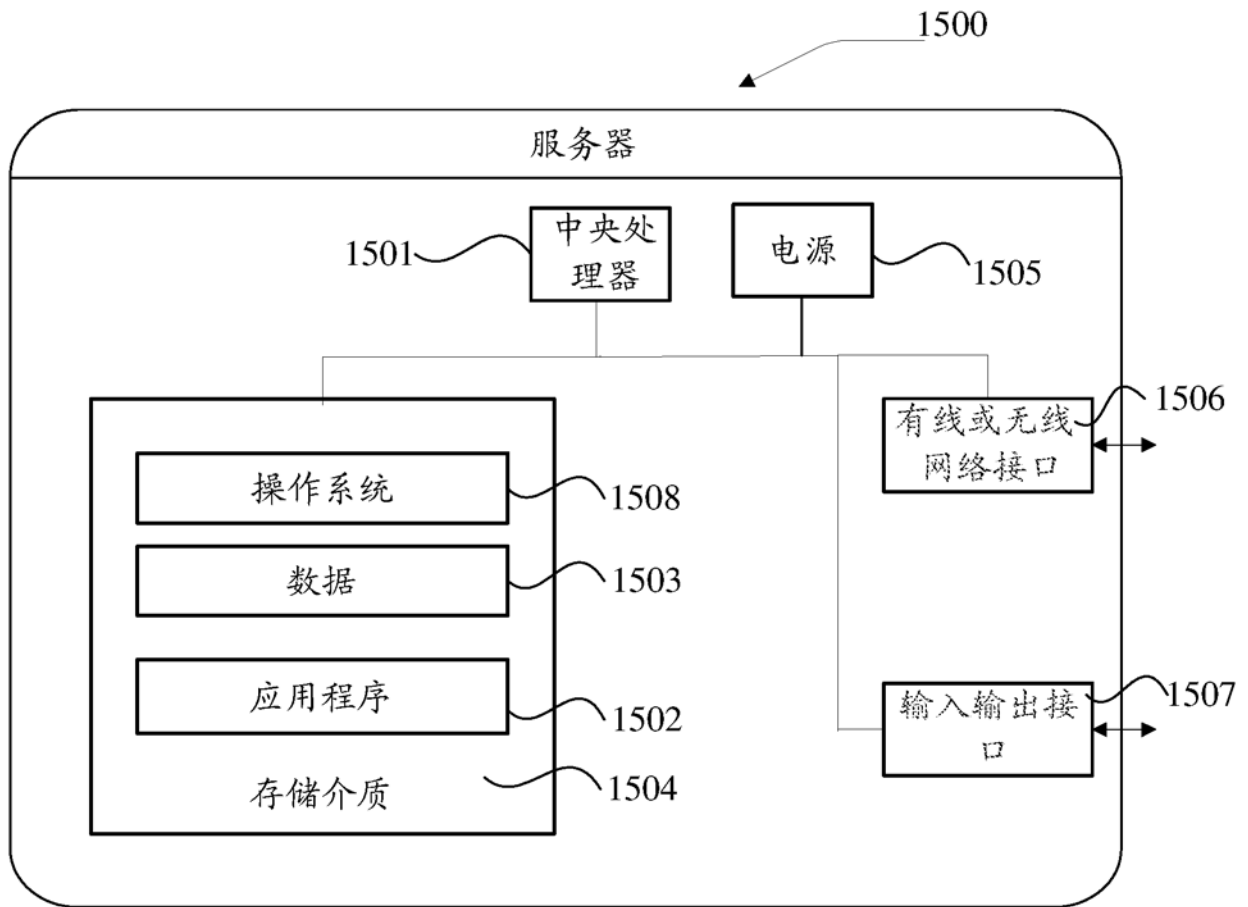 1500
服务器
中央处
理器
1501
电源
1505
有线或无线
网络接口
1506
操作系统
1508
数据
1503
应用程序
1502
存储介质
1504
输入输出接
口
1507